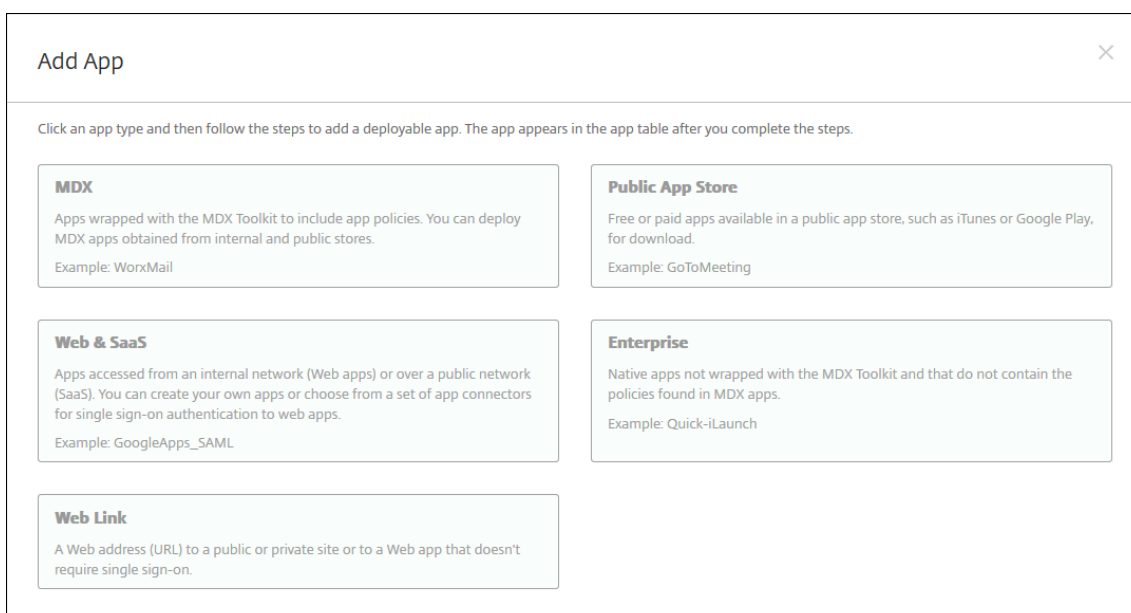 Add App
Click an app type and then follow the steps to add a deployable app. The app appears in the app table after you complete the steps.
MDX
Apps wrapped with the MDX Toolkit to include app policies. You can deploy
MDX apps obtained from internal and public stores.
Example: WorxMail
Public App Store
Free or paid apps available in a public app store, such as iTunes or Google Play,
for download.
Example: GoToMeeting
Web & SaaS
Apps accessed from an internal network (Web apps) or over a public network
(SaaS). You can create your own apps or choose from a set of app connectors
for single sign-on authentication to web apps.
Example: GoogleApps_SAML
Enterprise
Native apps not wrapped with the MDX Toolkit and that do not contain the
policies found in MDX apps.
Example: Quick-iLaunch
Web Link
A Web address (URL) to a public or private site or to a Web app that doesn't
require single sign-on.